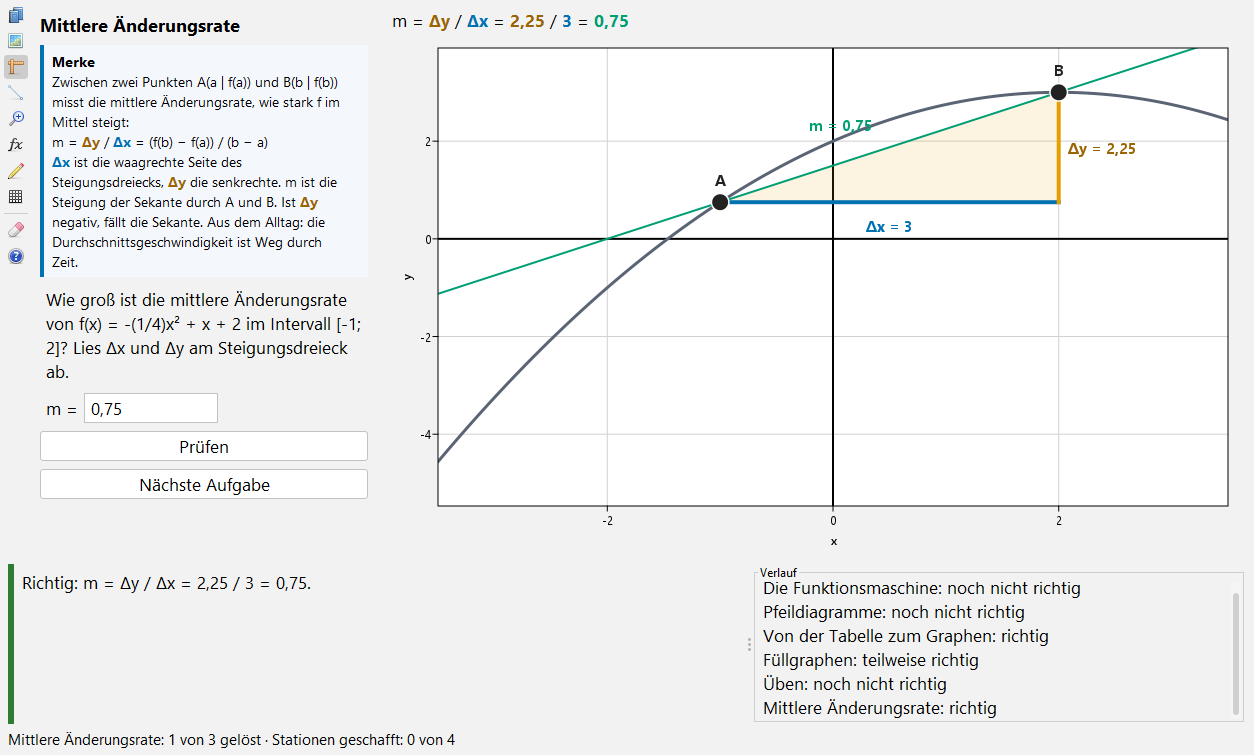 Mittlere Änderungsrate
Merke
Zwischen zwei Punkten A(a | f(a)) und B(b | f(b))
misst die mittlere Änderungsrate, wie stark f im
Mittel steigt:
m = Δy / Δx = (f(b) − f(a)) / (b − a)
Δx ist die waagrechte Seite des
Steigungsdreiecks, Δy die senkrechte. m ist die
Steigung der Sekante durch A und B. Ist Δy
negativ, fällt die Sekante. Aus dem Alltag: die
Durchschnittsgeschwindigkeit ist Weg durch
Zeit.
Wie groß ist die mittlere Änderungsrate
von f(x) = -(1/4)x² + x + 2 im Intervall [-1;
2]? Lies Δx und Δy am Steigungsdreieck
ab.
m = 0,75
Prüfen
Nächste Aufgabe
fx
?
m = Δy / Δx = 2,25 / 3 = 0,75
B
m = 0,75
2
Δy = 2,25
A
Δx = 3
0
y
-2
-4
-2
0
2
x
Richtig: m = Δy / Δx = 2,25 / 3 = 0,75.
Verlauf
Die Funktionsmaschine: noch nicht richtig
Pfeildiagramme: noch nicht richtig
Von der Tabelle zum Graphen: richtig
Füllgraphen: teilweise richtig
Üben: noch nicht richtig
Mittlere Änderungsrate: richtig
Mittlere Änderungsrate: 1 von 3 gelöst · Stationen geschafft: 0 von 4